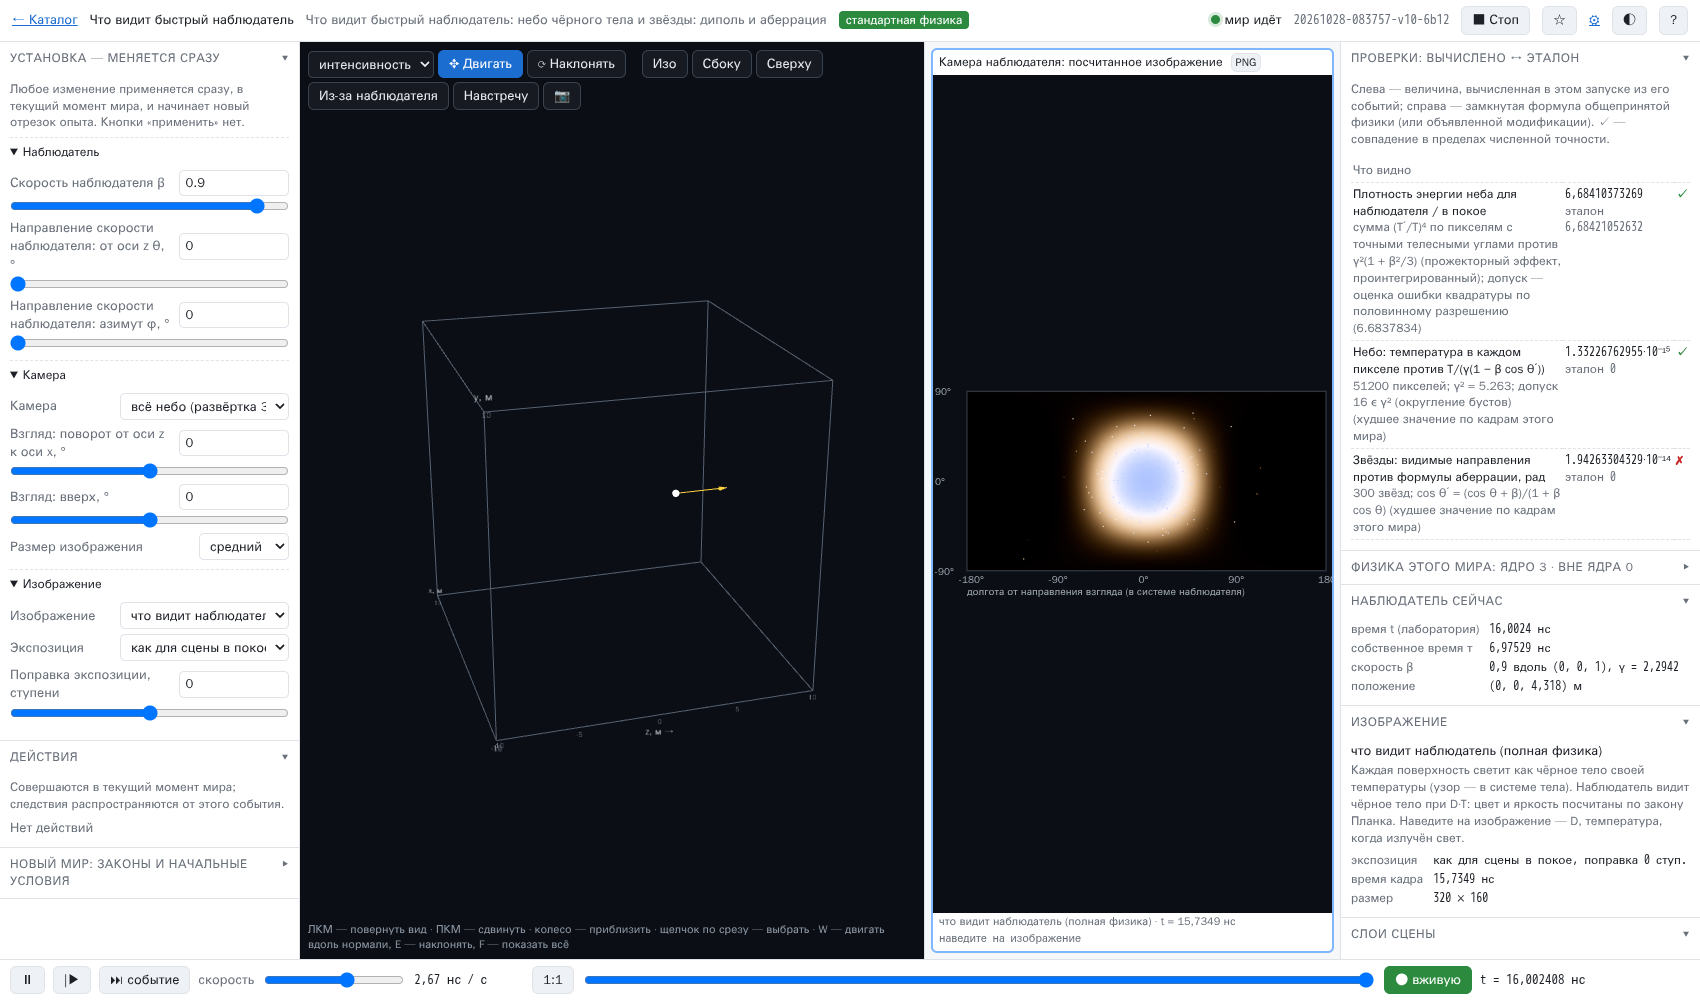 ← Каталог Что видит быстрый наблюдатель Что видит быстрый наблюдатель: небо чёрного тела и звёзды: диполь и аберрация стандартная физика мир идёт 20261028-083757-v10-6b12 Стоп ☆ ⚙ ?
УСТАНОВКА — МЕНЯЕТСЯ СРАЗУ
Любое изменение применяется сразу, в
текущий момент мира, и начинает новый
отрезок опыта. Кнопки «применить» нет.
Наблюдатель
Скорость наблюдателя β 0.9
Направление скорости
наблюдателя: от оси z θ,
°
0
Направление скорости
наблюдателя: азимут φ, °
0
Камера
Камера всё небо (развёртка 3
Взгляд: поворот от оси z
к оси x, °
0
Взгляд: вверх, ° 0
Размер изображения средний
Изображение
Изображение что видит наблюдател
Экспозиция как для сцены в покое
Поправка экспозиции,
ступени
0
ДЕЙСТВИЯ
Совершаются в текущий момент мира;
следствия распространяются от этого события.
Нет действий
НОВЫЙ МИР: ЗАКОНЫ И НАЧАЛЬНЫЕ
УСЛОВИЯ
интенсивность Двигать Наклонять Изо Сбоку Сверху
Из-за наблюдателя Навстречу
y, м
x, м
-5 0 5 10
z, м →
ЛКМ — повернуть вид · ПКМ — сдвинуть · колесо — приблизить · щелчок по срезу — выбрать · W — двигать
вдоль нормали, E — наклонять, F — показать всё
Камера наблюдателя: посчитанное изображение PNG
90°
0°
-90°
-180° -90° 0° 90° 180
долгота от направления взгляда (в системе наблюдателя)
что видит наблюдатель (полная физика) · t = 15,7349 нс
наведите на изображение
ПРОВЕРКИ: ВЫЧИСЛЕНО ↔ ЭТАЛОН
Слева — величина, вычисленная в этом запуске из его
событий; справа — замкнутая формула общепринятой
физики (или объявленной модификации). ✓ —
совпадение в пределах численной точности.
Что видно
Плотность энергии неба для
наблюдателя / в покое
сумма (T′/T)⁴ по пикселям с
точными телесными углами против
γ²(1 + β²/3) (прожекторный эффект,
проинтегрированный); допуск —
оценка ошибки квадратуры по
половинному разрешению
(6.6837834)
6,68410373269 ✓
эталон
6,68421052632
Небо: температура в каждом
пикселе против T/(γ(1 − β cos θ′))
51200 пикселей; γ² = 5.263; допуск
16 ϵ γ² (округление бустов)
(худшее значение по кадрам этого
мира)
1.33226762955·10⁻¹⁵ ✓
эталон 0
Звёзды: видимые направления
против формулы аберрации, рад
300 звёзд; cos θ′ = (cos θ + β)/(1 + β
cos θ) (худшее значение по кадрам
этого мира)
1.94263304329·10⁻¹⁴ ✗
эталон 0
ФИЗИКА ЭТОГО МИРА: ЯДРО 3 · ВНЕ ЯДРА 0
НАБЛЮДАТЕЛЬ СЕЙЧАС
время t (лаборатория) 16,0024 нс
собственное время τ 6,97529 нс
скорость β 0,9 вдоль (0, 0, 1), γ = 2,2942
положение (0, 0, 4,318) м
ИЗОБРАЖЕНИЕ
что видит наблюдатель (полная физика)
Каждая поверхность светит как чёрное тело своей
температуры (узор — в системе тела). Наблюдатель видит
чёрное тело при D·T: цвет и яркость посчитаны по закону
Планка. Наведите на изображение — D, температура,
когда излучён свет.
экспозиция как для сцены в покое, поправка 0 ступ.
время кадра 15,7349 нс
размер 320 × 160
СЛОИ СЦЕНЫ
событие скорость 2,67 нс / с 1:1 вживую t = 16,002408 нс